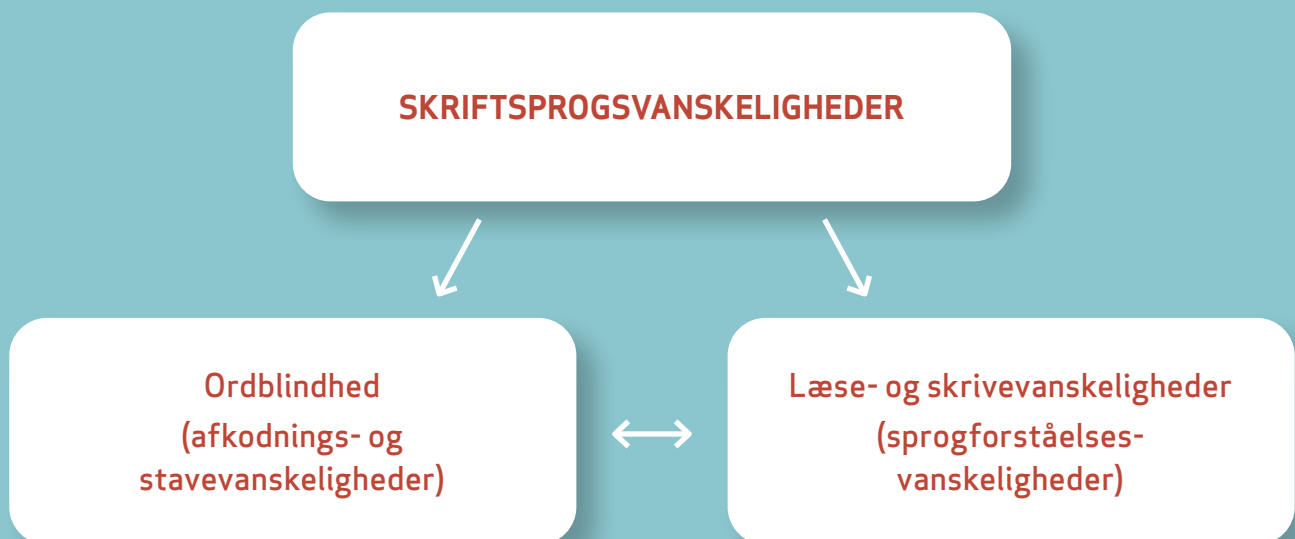 SKRIFTSPROGSVANSKELIGHEDER
Ordblindhed
(afkodnings- og
stavevanskeligheder)
Læse- og skrivevanskeligheder
(sprogforståelses-
vanskeligheder)